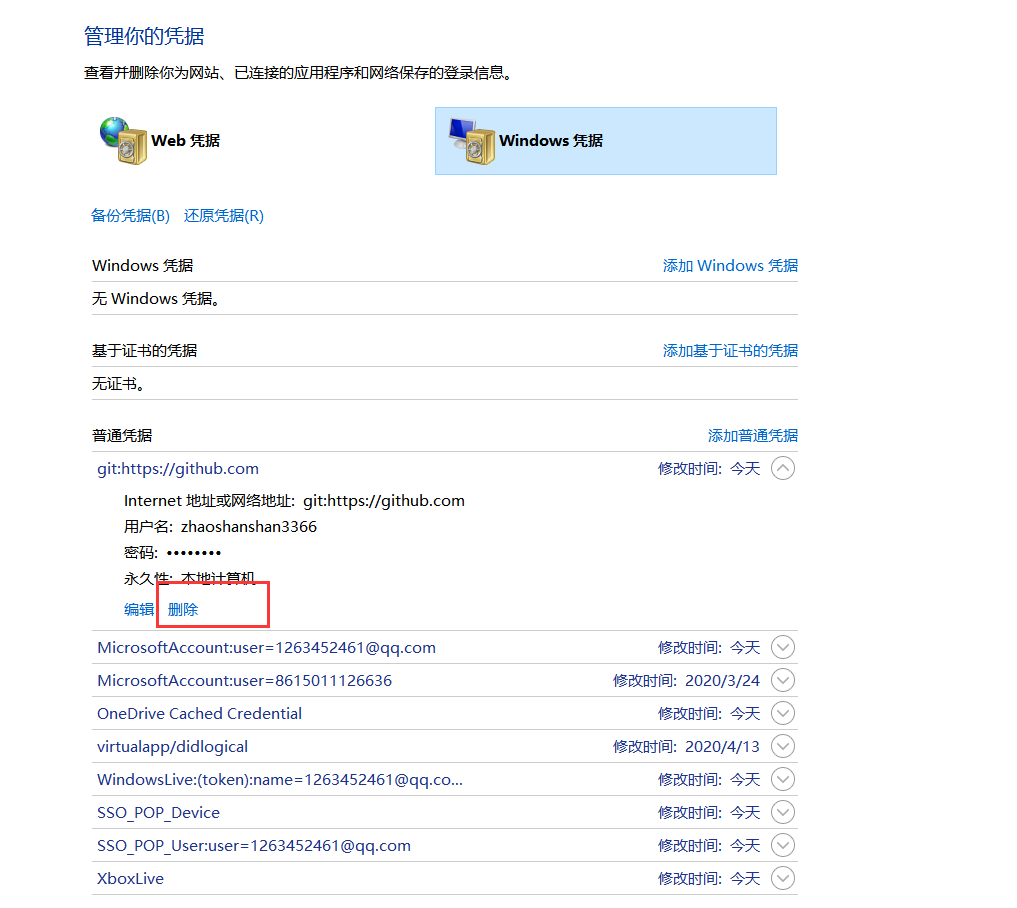 管理你的凭据
查看并删除你为网站、已连接的应用程序和网络保存的登录信息。
Web 凭据
Windows 凭据
备份凭据(B) 还原凭据(R)
Windows 凭据 添加 Windows 凭据
无 Windows 凭据。
基于证书的凭据 添加基于证书的凭据
无证书。
普通凭据 添加普通凭据
git:https://github.com 修改时间: 今天
Internet 地址或网络地址: git:https://github.com
用户名: zhaoshanshan3366
密码: ••••••••
永久性: 本地计算机
编辑 删除
MicrosoftAccount:user=1263452461@qq.com 修改时间: 今天
MicrosoftAccount:user=8615011126636 修改时间: 2020/3/24
OneDrive Cached Credential 修改时间: 今天
virtualapp/didlogical 修改时间: 2020/4/13
WindowsLive:(token):name=1263452461@qq.co... 修改时间: 今天
SSO_POP_Device 修改时间: 今天
SSO_POP_User:user=1263452461@qq.com 修改时间: 今天
XboxLive 修改时间: 今天